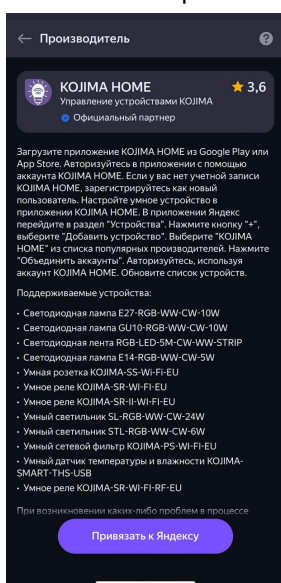 ← Производитель ?
KOJIMA HOME ★ 3,6
Управление устройствами KOJIMA
Официальный партнер
Загрузите приложение KOJIMA HOME из Google Play или
App Store. Авторизуйтесь в приложении с помощью
аккаунта KOJIMA HOME. Если у вас нет учетной записи
KOJIMA HOME, зарегистрируйтесь как новый
пользователь. Настройте умное устройство в
приложении KOJIMA HOME. В приложении Яндекс
перейдите в раздел "Устройства". Нажмите кнопку "+",
выберите "Добавить устройство". Выберите "KOJIMA
HOME" из списка популярных производителей. Нажмите
"Объединить аккаунты". Авторизуйтесь, используя
аккаунт KOJIMA HOME. Обновите список устройств.
Поддерживаемые устройства:
• Светодиодная лампа E27-RGB-WW-CW-10W
• Светодиодная лампа GU10-RGB-WW-CW-10W
• Светодиодная лента RGB-LED-5M-CW-WW-STRIP
• Светодиодная лампа E14-RGB-WW-CW-5W
• Умная розетка KOJIMA-SS-Wi-Fi-EU
• Умное реле KOJIMA-SR-WI-FI-EU
• Умное реле KOJIMA-SR-II-WI-FI-EU
• Умный светильник SL-RGB-WW-CW-24W
• Умный светильник STL-RGB-WW-CW-6W
• Умный сетевой фильтр KOJIMA-PS-WI-FI-EU
• Умный датчик температуры и влажности KOJIMA-
SMART-THS-USB
• Умное реле KOJIMA-SR-WI-FI-RF-EU
При возникновении каких-либо проблем в процессе
Привязать к Яндексу